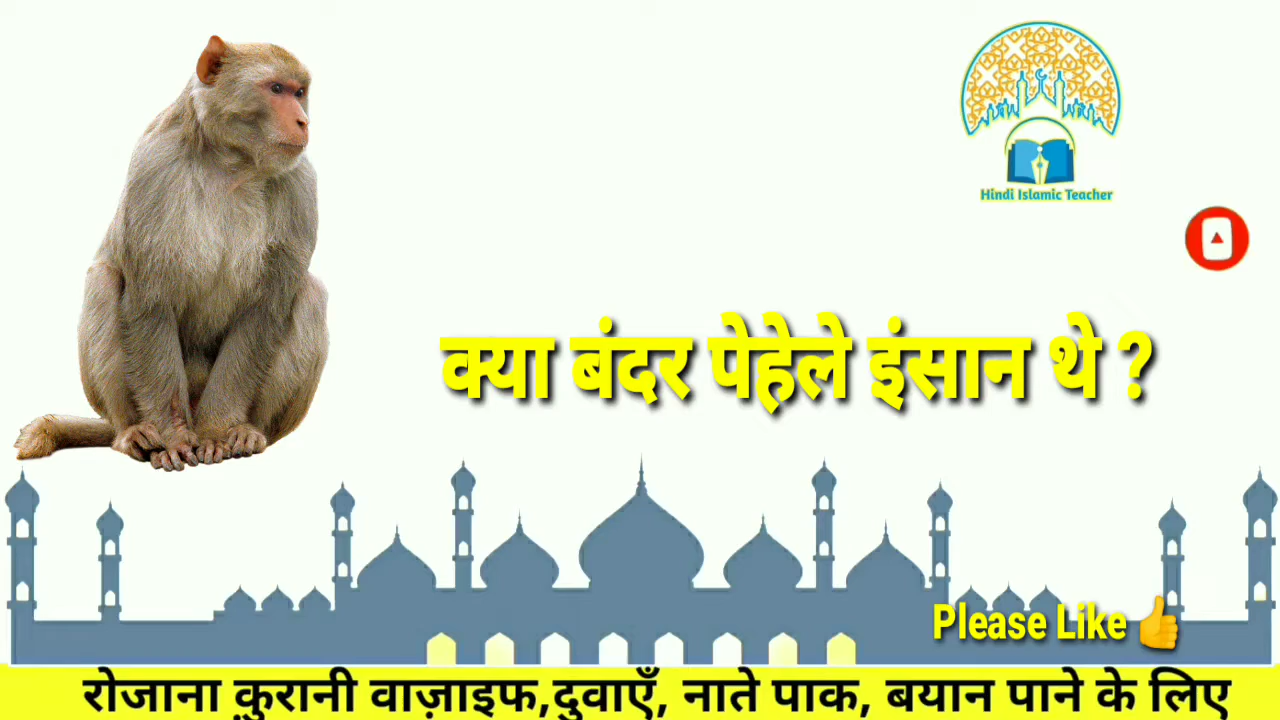 Hindi Islamic Teacher
क्या बंदर पेहेले इंसान थे ?
Please Like
रोजाना कुरानी वाज़ाइफ,दुवाएँ, नाते पाक, बयान पाने के लिए